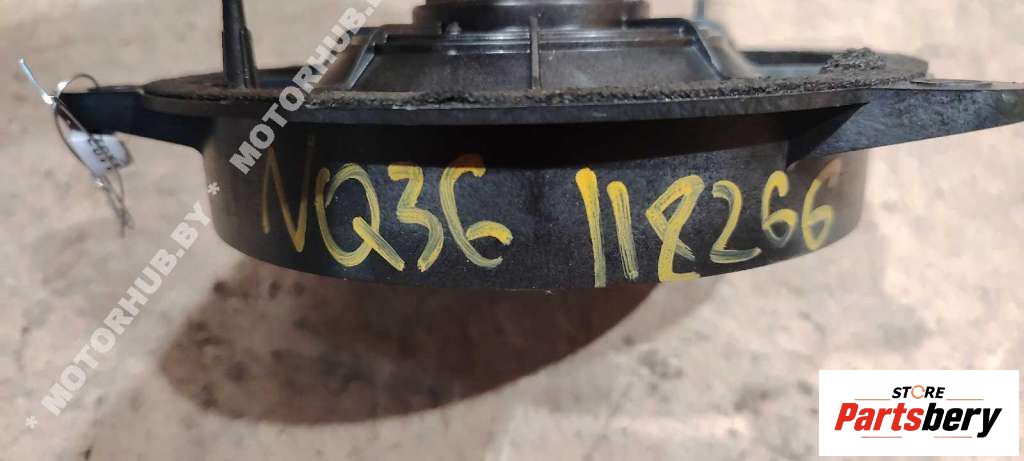 * MOTORHUB.BY * MOTORHUB.BY
NQ36 118266
STORE
Partsbery